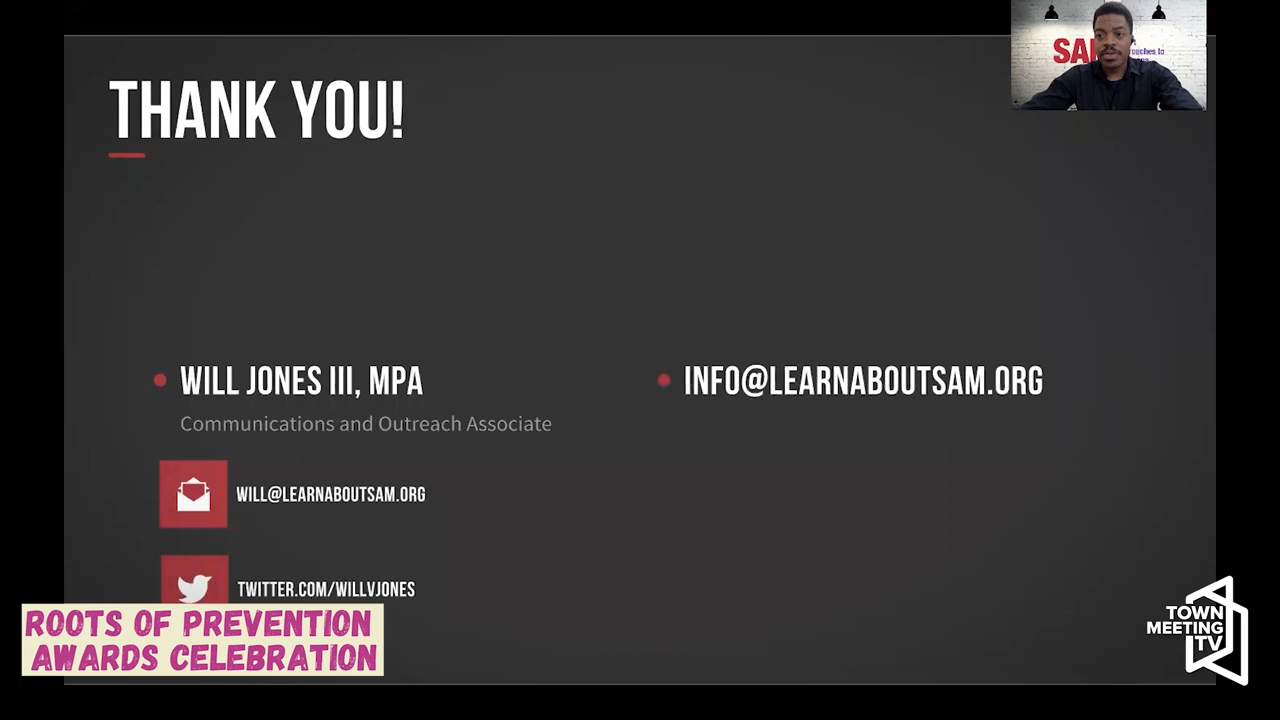 THANK YOU!
WILL JONES III, MPA
Communications and Outreach Associate
WILL@LEARNABOUTSAM.ORG
TWITTER.COM/WILLVJONES
INFO@LEARNABOUTSAM.ORG
ROOTS OF PREVENTION
AWARDS CELEBRATION
TOWN
MEETING
TV